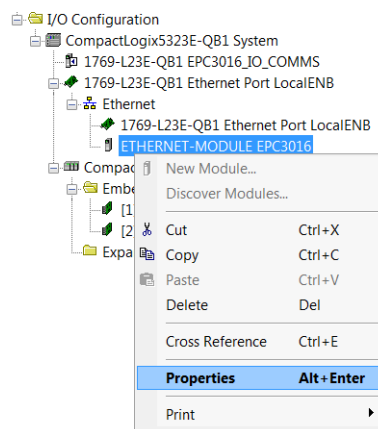 I/O Configuration
CompactLogix5323E-QB1 System
1769-L23E-QB1 EPC3016_IO_COMMS
1769-L23E-QB1 Ethernet Port LocalENB
Ethernet
1769-L23E-QB1 Ethernet Port LocalENB
ETHERNET-MODULE EPC3016
Compac
New Module...
Embe
Discover Modules...
[1]
Cut Ctrl+X
[2]
Copy Ctrl+C
Expa
Paste Ctrl+V
Delete Del
Cross Reference Ctrl+E
Properties Alt+Enter
Print